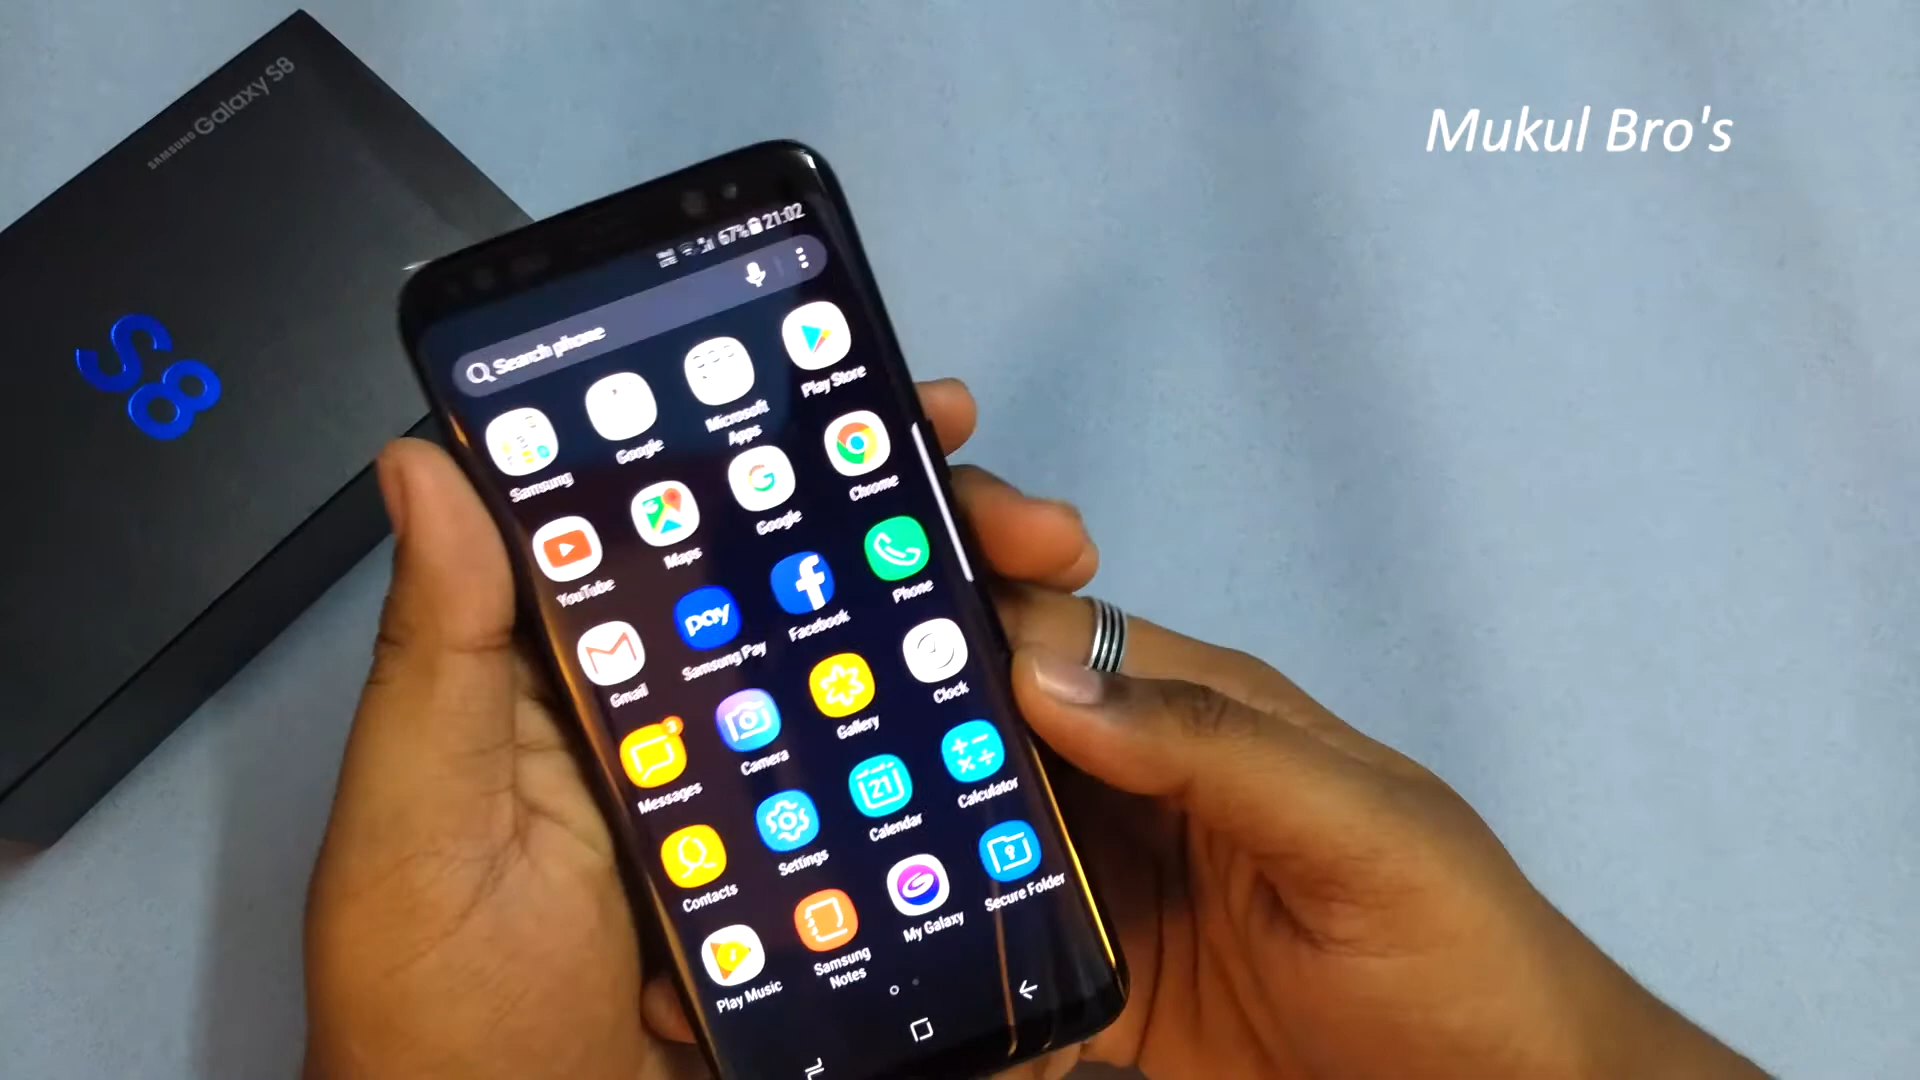 SAMSUNG Galaxy S8
Mukul Bro's
S8
67% 21:02
Search phone
Samsung
Google
Microsoft Apps
Play Store
YouTube
Maps
Google
Chrome
Gmail
pay
Samsung Pay
Facebook
Phone
3
Messages
Camera
Gallery
Clock
Contacts
Settings
21
Calendar
Calculator
Play Music
Samsung Notes
My Galaxy
Secure Folder